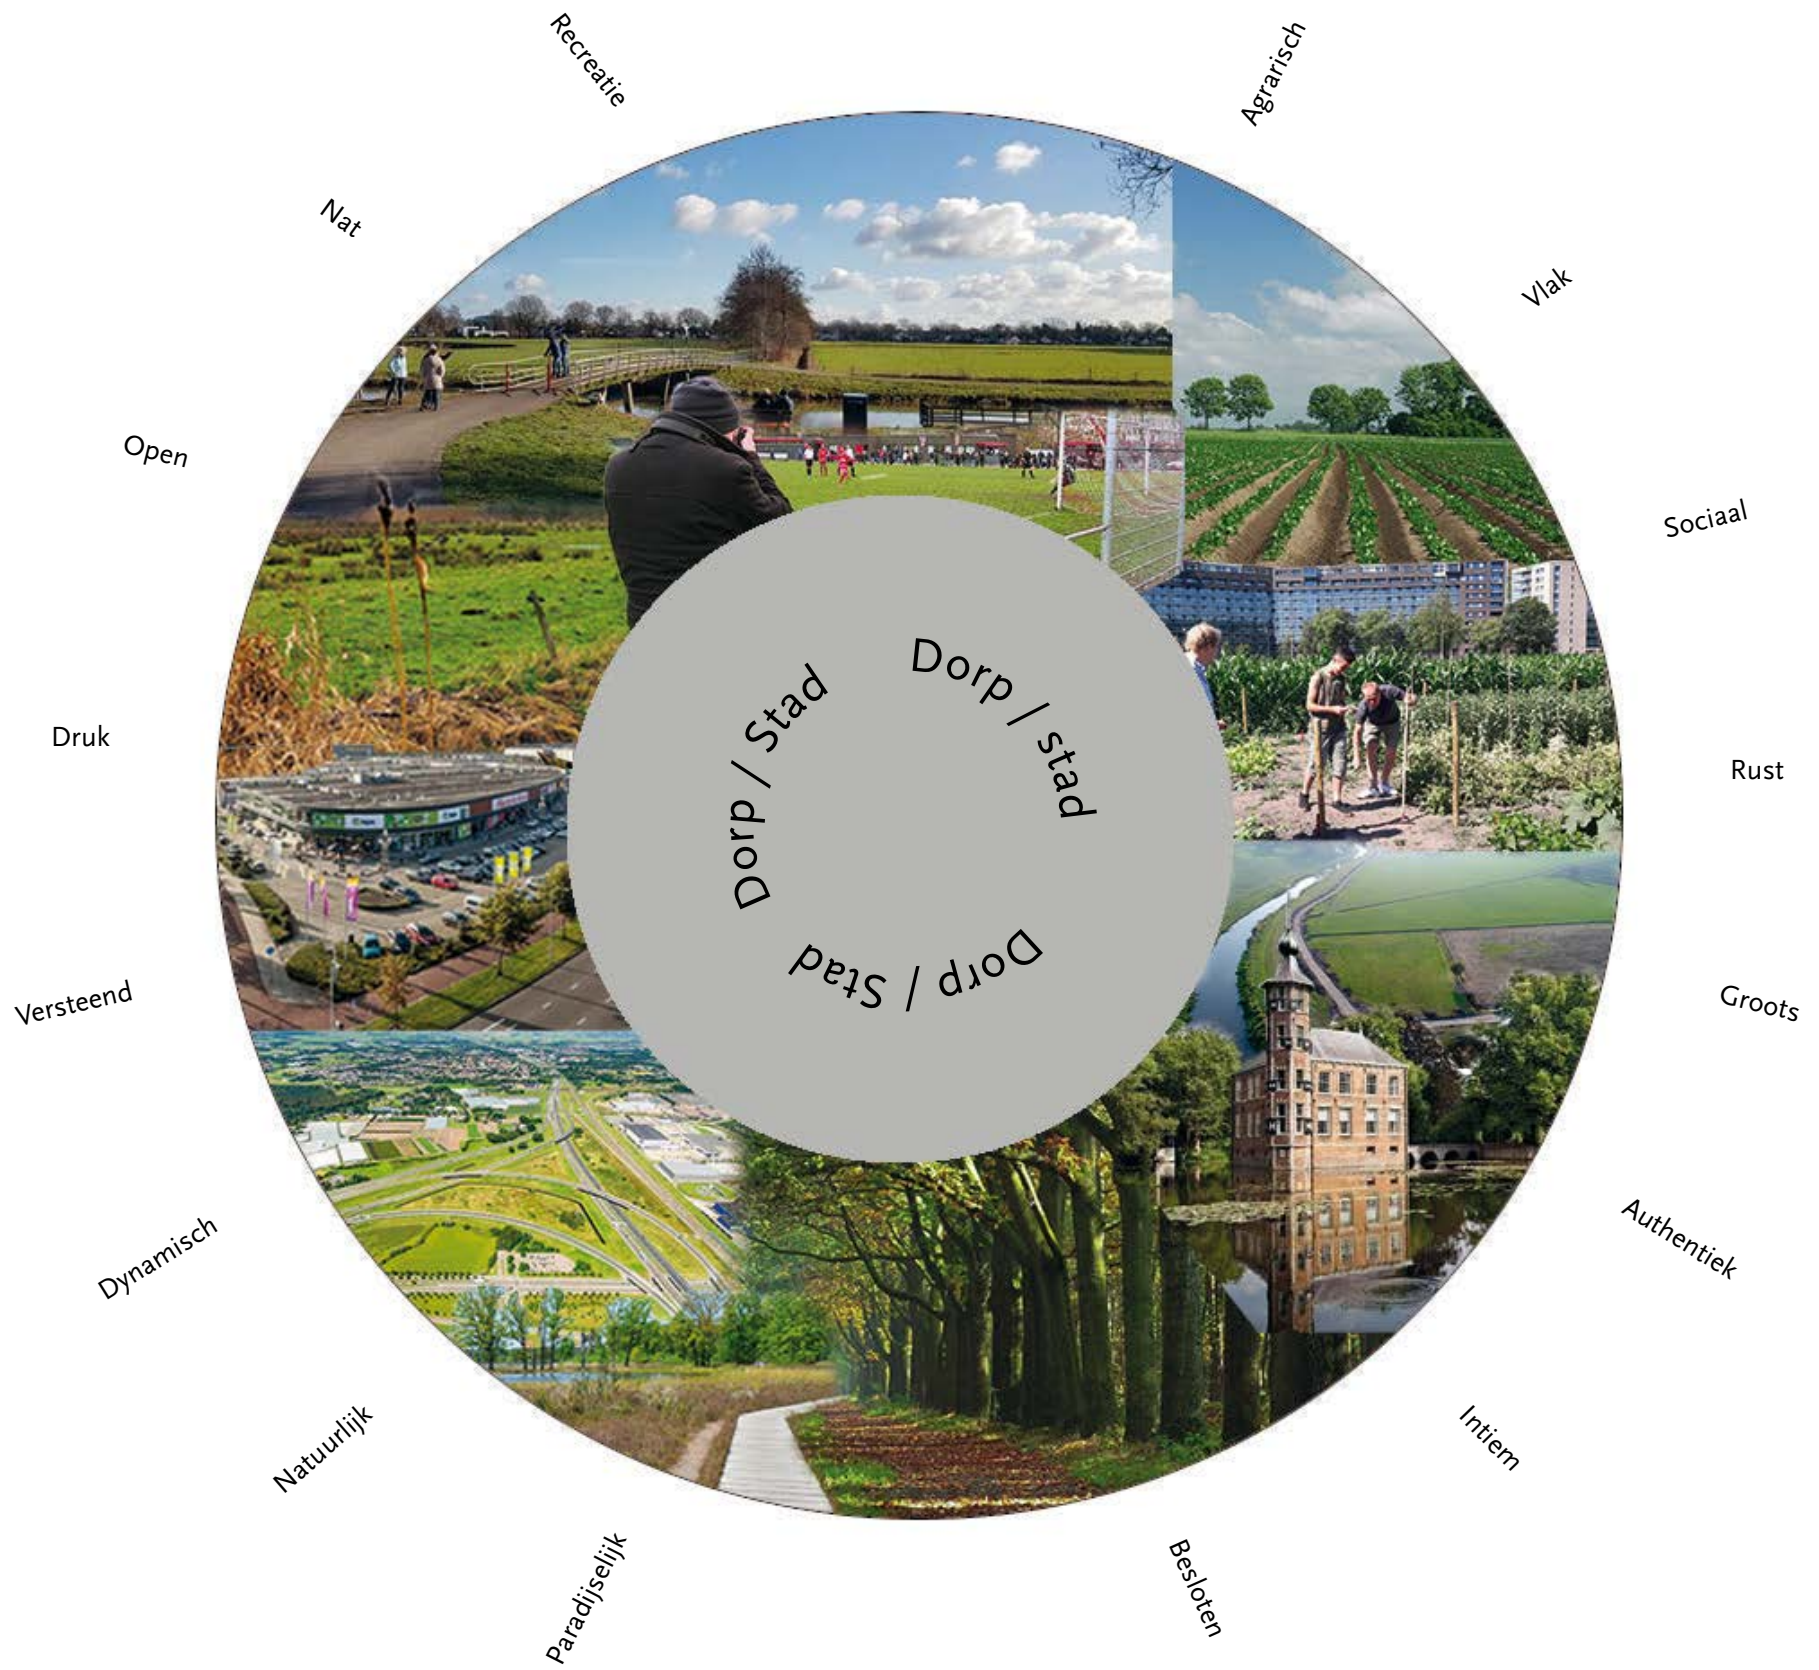 Recreatie
Agrarisch
Vlak
Sociaal
Rust
Groots
Authentiek
Intiem
Besloten
Paradijselijk
Natuurlijk
Dynamisch
Versteend
Druk
Open
Nat
Dorp / stad
Dorp / Stad
Dorp / Stad